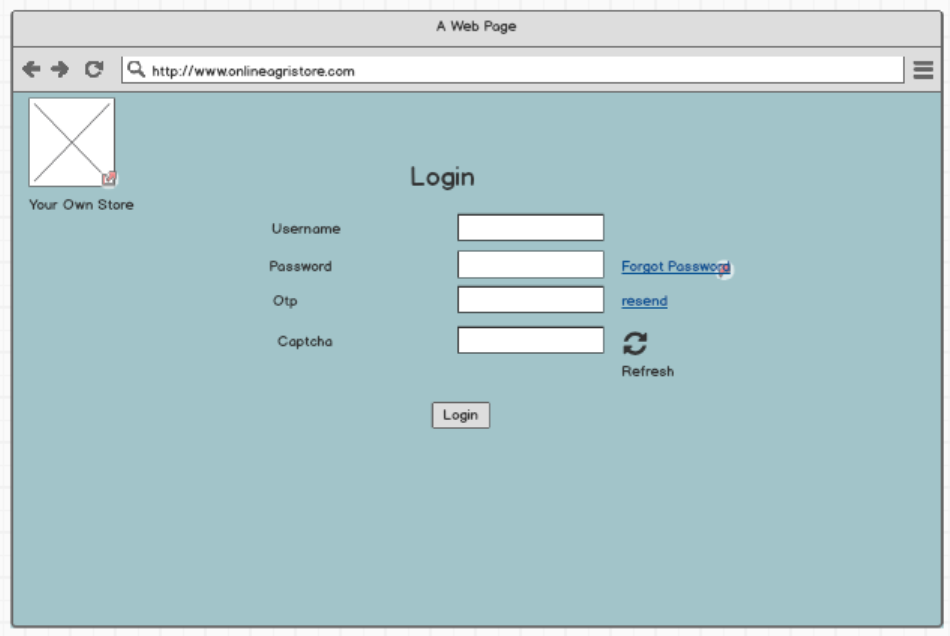 A Web Page
http://www.onlineagristore.com
Your Own Store
Login
Username
Password
Forgot Password
Otp
resend
Captcha
Refresh
Login